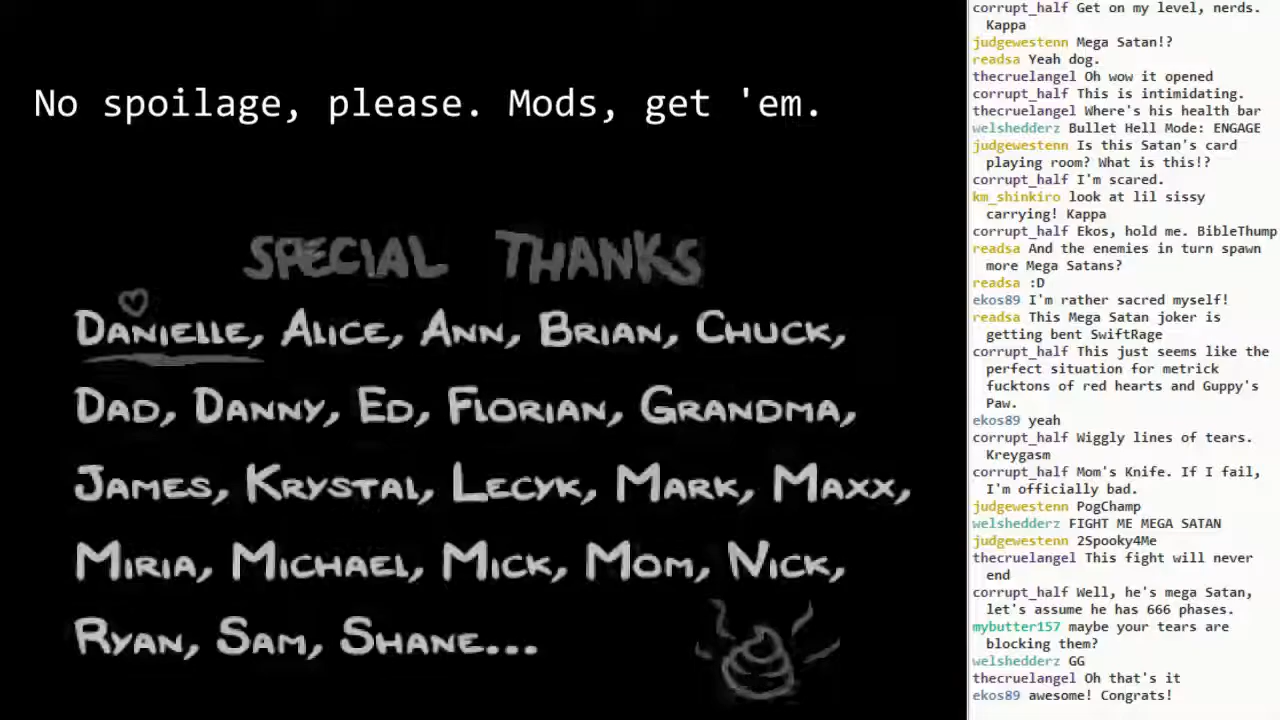 No spoilage, please. Mods, get 'em.
SPECIAL THANKS
DANIELLE, ALICE, ANN, BRIAN, CHUCK,
DAD, DANNY, ED, FLORIAN, GRANDMA,
JAMES, KRYSTAL, LECYK, MARK, MAXX,
MIRIA, MICHAEL, MICK, MOM, NICK,
RYAN, SAM, SHANE...
corrupt_half Get on my level, nerds.
Kappa
judgewestenn Mega Satan!?
readsa Yeah dog.
thecruelangel Oh wow it opened
corrupt_half This is intimidating.
thecruelangel Where's his health bar
welshedderz Bullet Hell Mode: ENGAGE
judgewestenn Is this Satan's card
playing room? What is this!?
corrupt_half I'm scared.
km_shinkiro look at lil sissy
carrying! Kappa
corrupt_half Ekos, hold me. BibleThump
readsa And the enemies in turn spawn
more Mega Satans?
readsa :D
ekos89 I'm rather sacred myself!
readsa This Mega Satan joker is
getting bent SwiftRage
corrupt_half This just seems like the
perfect situation for metrick
fucktons of red hearts and Guppy's
Paw.
ekos89 yeah
corrupt_half Wiggly lines of tears.
Kreygasm
corrupt_half Mom's Knife. If I fail,
I'm officially bad.
judgewestenn PogChamp
welshedderz FIGHT ME MEGA SATAN
judgewestenn 2Spooky4Me
thecruelangel This fight will never
end
corrupt_half Well, he's mega Satan,
let's assume he has 666 phases.
mybutter157 maybe your tears are
blocking them?
welshedderz GG
thecruelangel Oh that's it
ekos89 awesome! Congrats!